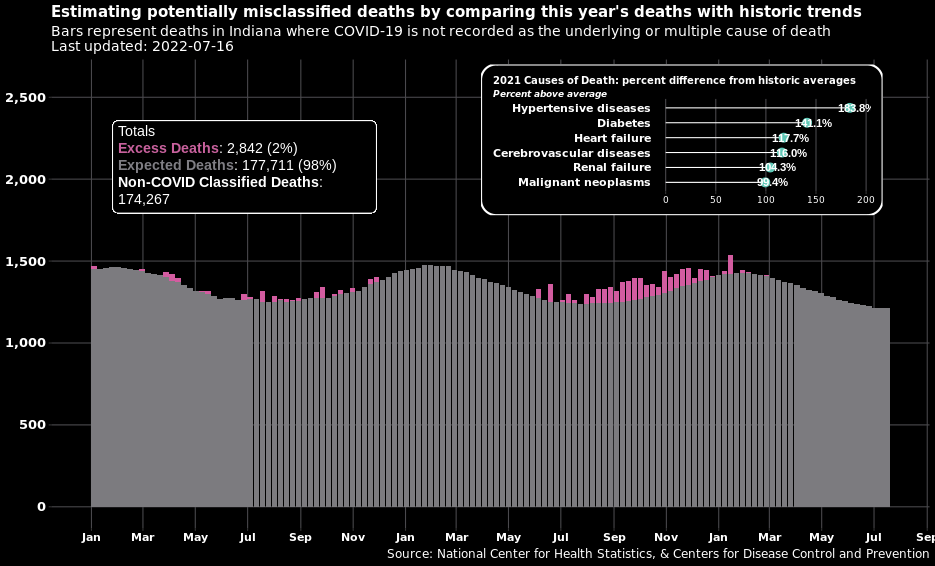 Estimating potentially misclassified deaths by comparing this year's deaths with historic trends
Bars represent deaths in Indiana where COVID-19 is not recorded as the underlying or multiple cause of death
Last updated: 2022-07-16
2021 Causes of Death: percent difference from historic averages
Percent above average
Hypertensive diseases 183.8%
Diabetes 141.1%
Heart failure 117.7%
Cerebrovascular diseases 116.0%
Renal failure 104.3%
Malignant neoplasms 99.4%
0 50 100 150 200
Totals
Excess Deaths: 2,842 (2%)
Expected Deaths: 177,711 (98%)
Non-COVID Classified Deaths:
174,267
2,500
2,000
1,500
1,000
500
0
Jan Mar May Jul Sep Nov Jan Mar May Jul Sep Nov Jan Mar May Jul Sep
Source: National Center for Health Statistics, & Centers for Disease Control and Prevention